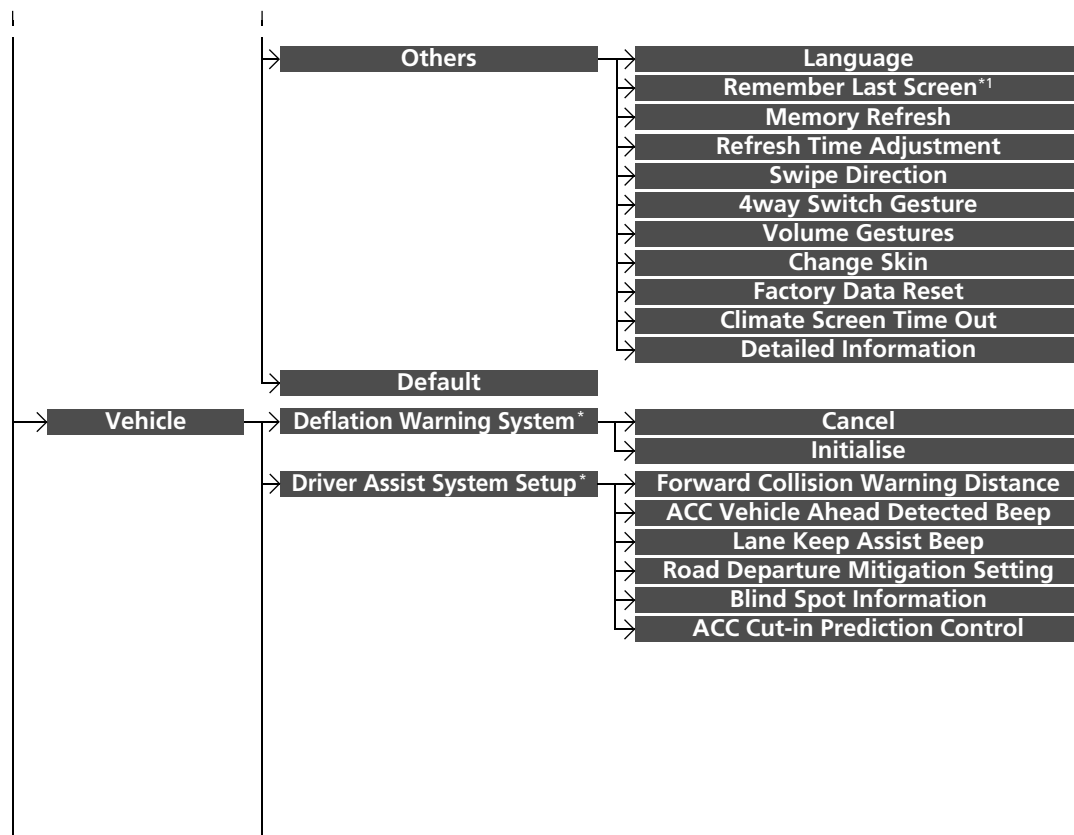 Others
Language
Remember Last Screen*1
Memory Refresh
Refresh Time Adjustment
Swipe Direction
4way Switch Gesture
Volume Gestures
Change Skin
Factory Data Reset
Climate Screen Time Out
Detailed Information
Default
Vehicle
Deflation Warning System*
Cancel
Initialise
Driver Assist System Setup*
Forward Collision Warning Distance
ACC Vehicle Ahead Detected Beep
Lane Keep Assist Beep
Road Departure Mitigation Setting
Blind Spot Information
ACC Cut-in Prediction Control